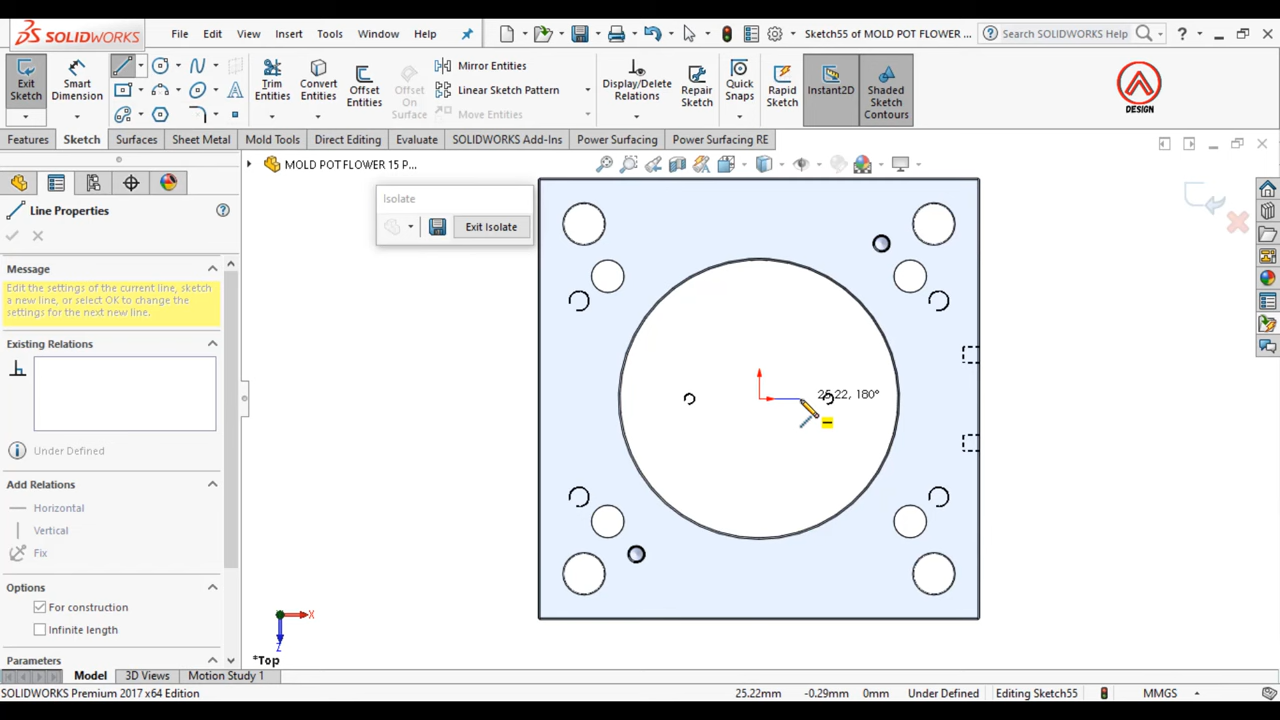 SOLIDWORKS File Edit View Insert Tools Window Help Sketch55 of MOLD POT FLOWER ... Search SOLIDWORKS Help ?
Exit Sketch
Smart Dimension
Trim Entities
Convert Entities
Offset Entities
Offset On Surface
Mirror Entities
Linear Sketch Pattern
Move Entities
Display/Delete Relations
Repair Sketch
Quick Snaps
Rapid Sketch
Instant2D
Shaded Sketch Contours
DESIGN
Features Sketch Surfaces Sheet Metal Mold Tools Direct Editing Evaluate SOLIDWORKS Add-Ins Power Surfacing Power Surfacing RE
MOLD POT FLOWER 15 P...
Line Properties
Isolate
Exit Isolate
Message
Edit the settings of the current line, sketch
a new line, or select OK to change the
settings for the next new line.
Existing Relations
Under Defined
Add Relations
Horizontal
Vertical
Fix
Options
For construction
Infinite length
Parameters
25.22, 180°
X
Z
*Top
Model 3D Views Motion Study 1
SOLIDWORKS Premium 2017 x64 Edition 25.22mm -0.29mm 0mm Under Defined Editing Sketch55 MMGS